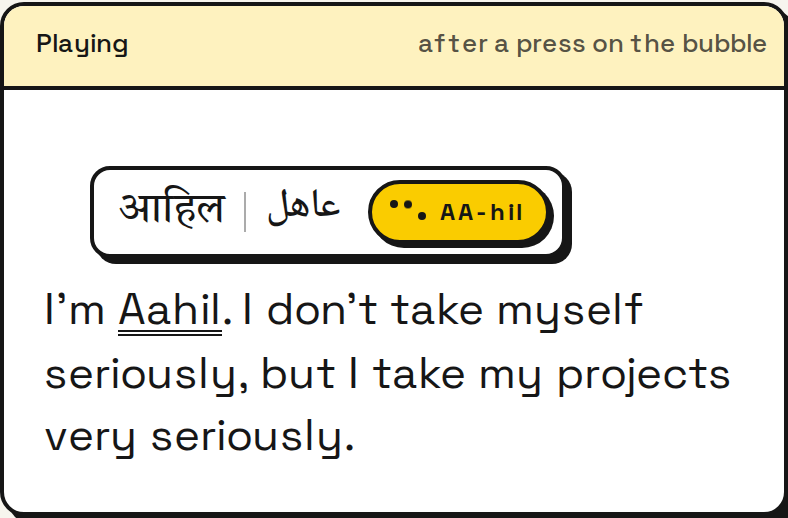 Playing
after a press on the bubble
आहिल | عاهل AA-hil
I’m Aahil. I don’t take myself
seriously, but I take my projects
very seriously.